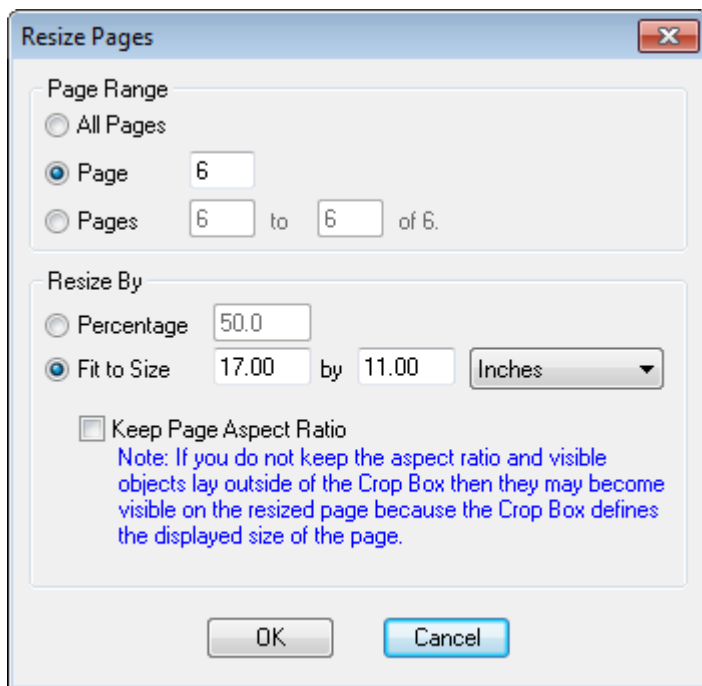 Resize Pages
Page Range
All Pages
Page 6
Pages 6 to 6 of 6.
Resize By
Percentage 50.0
Fit to Size 17.00 by 11.00 Inches
Keep Page Aspect Ratio
Note: If you do not keep the aspect ratio and visible
objects lay outside of the Crop Box then they may become
visible on the resized page because the Crop Box defines
the displayed size of the page.
OK Cancel